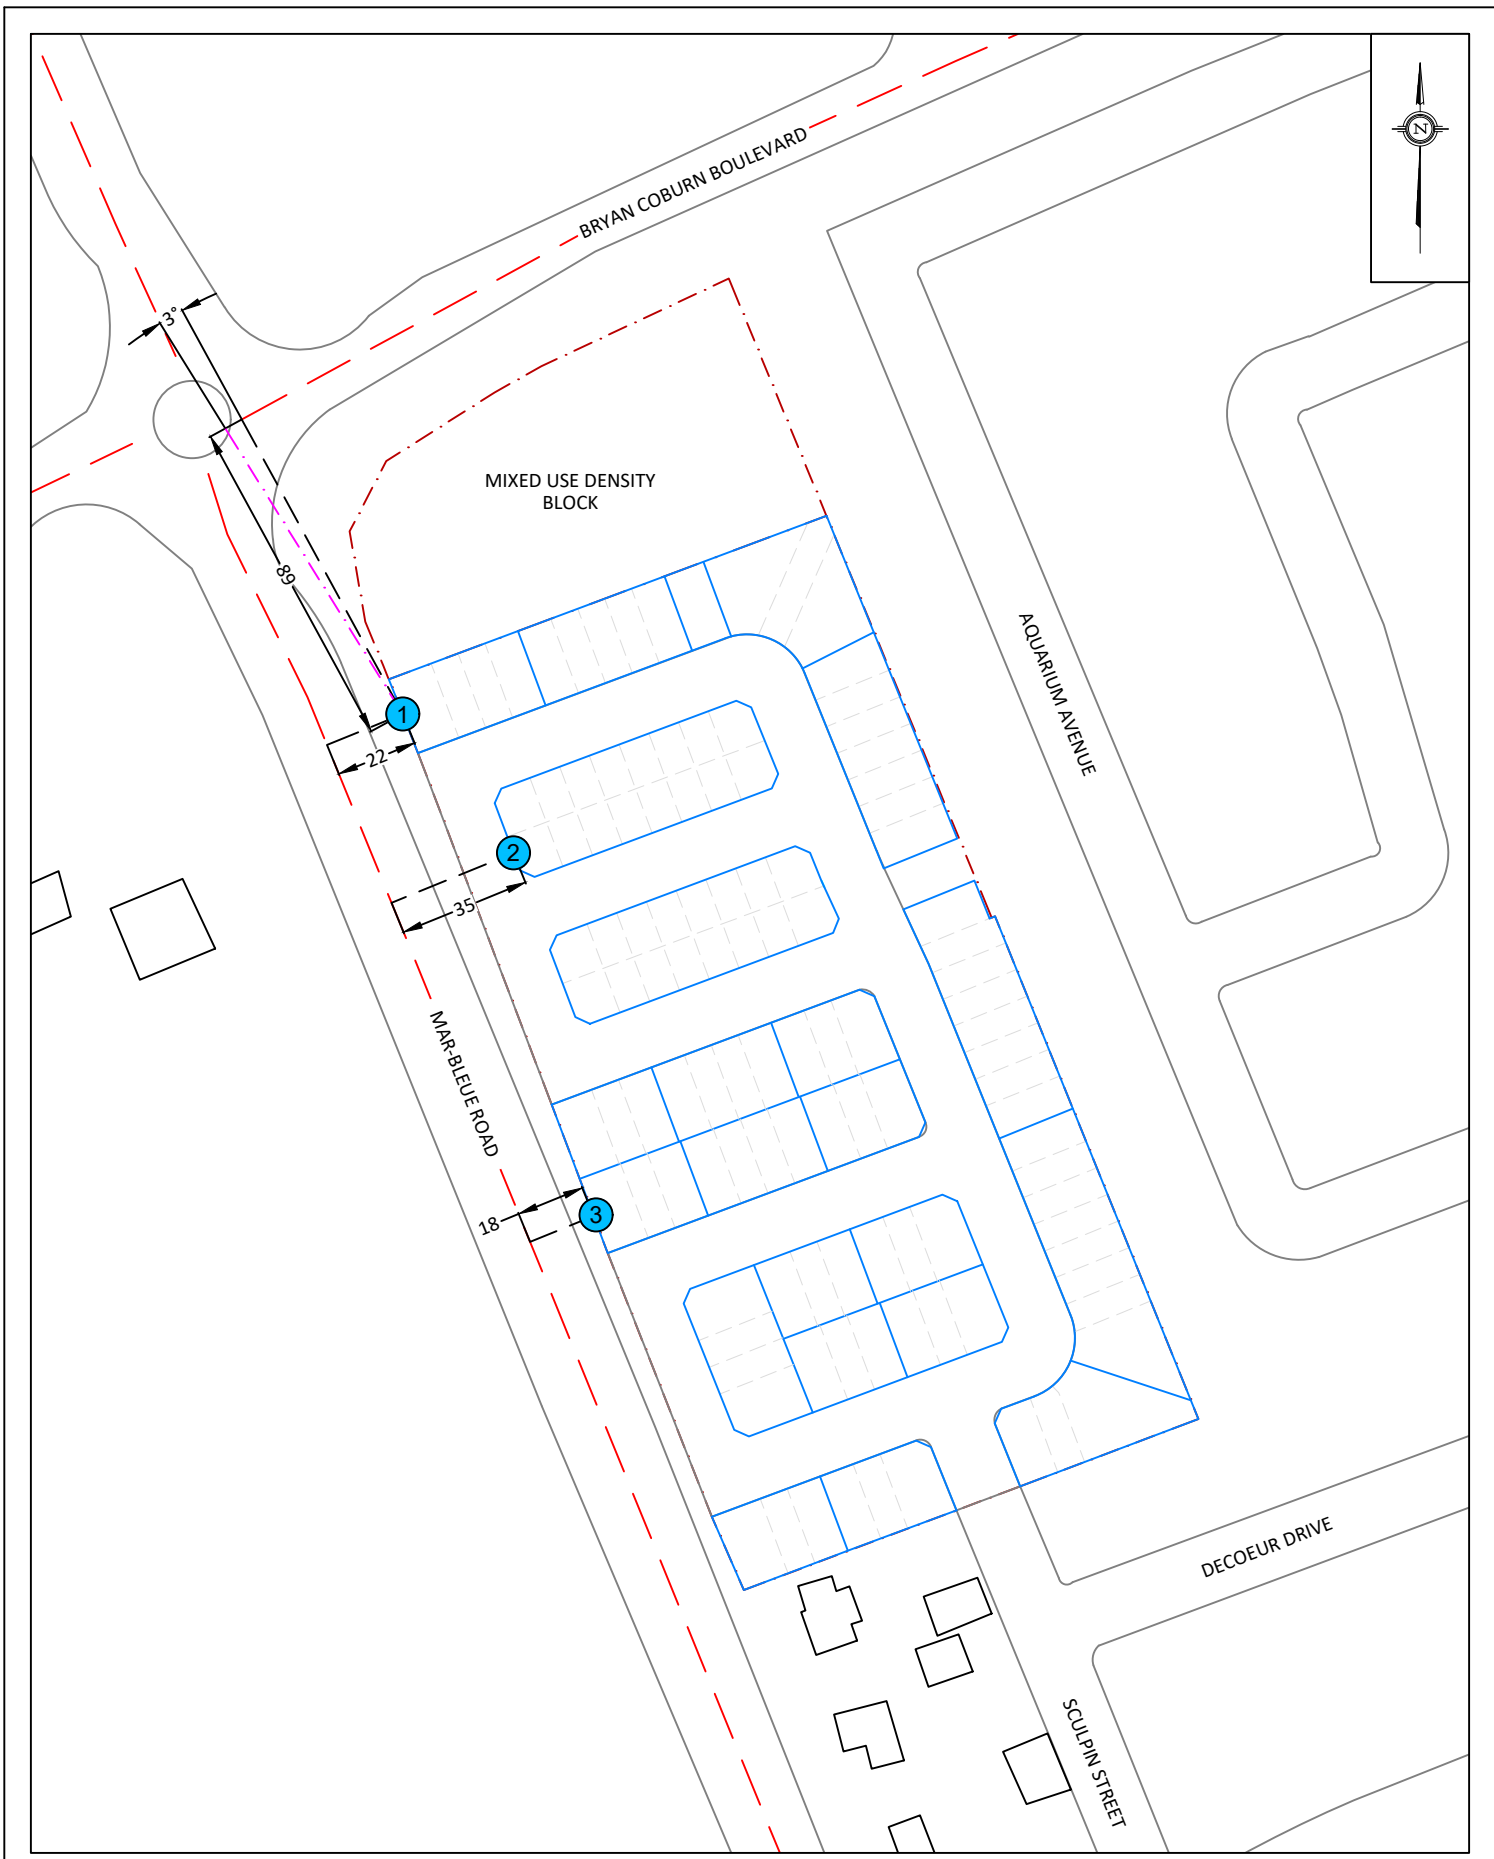 N
BRYAN COBURN BOULEVARD
3°
MIXED USE DENSITY
BLOCK
89
AQUARIUM AVENUE
1
22
2
35
MAR-BLEUE ROAD
3
18
DECOEUR DRIVE
SCULPIN STREET